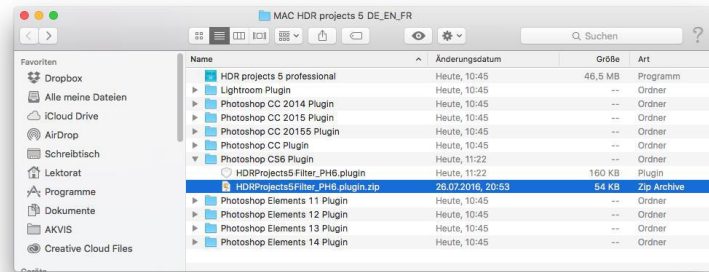 MAC HDR projects 5 DE_EN_FR
Suchen
?
Favoriten
Dropbox
Alle meine Dateien
iCloud Drive
AirDrop
Schreibtisch
Lektorat
Programme
Dokumente
AKVIS
Creative Cloud Files
Geräte
Name Änderungsdatum Größe Art
HDR projects 5 professional Heute, 10:45 46,5 MB Programm
Lightroom Plugin Heute, 10:45 -- Ordner
Photoshop CC 2014 Plugin Heute, 10:45 -- Ordner
Photoshop CC 2015 Plugin Heute, 10:45 -- Ordner
Photoshop CC 20155 Plugin Heute, 10:45 -- Ordner
Photoshop CC Plugin Heute, 10:45 -- Ordner
Photoshop CS6 Plugin Heute, 11:22 -- Ordner
HDRProjects5Filter_PH6.plugin Heute, 11:22 160 KB Plugin
HDRProjects5Filter_PH6.plugin.zip 26.07.2016, 20:53 54 KB Zip Archive
Photoshop Elements 11 Plugin Heute, 10:45 -- Ordner
Photoshop Elements 12 Plugin Heute, 10:45 -- Ordner
Photoshop Elements 13 Plugin Heute, 10:45 -- Ordner
Photoshop Elements 14 Plugin Heute, 10:45 -- Ordner